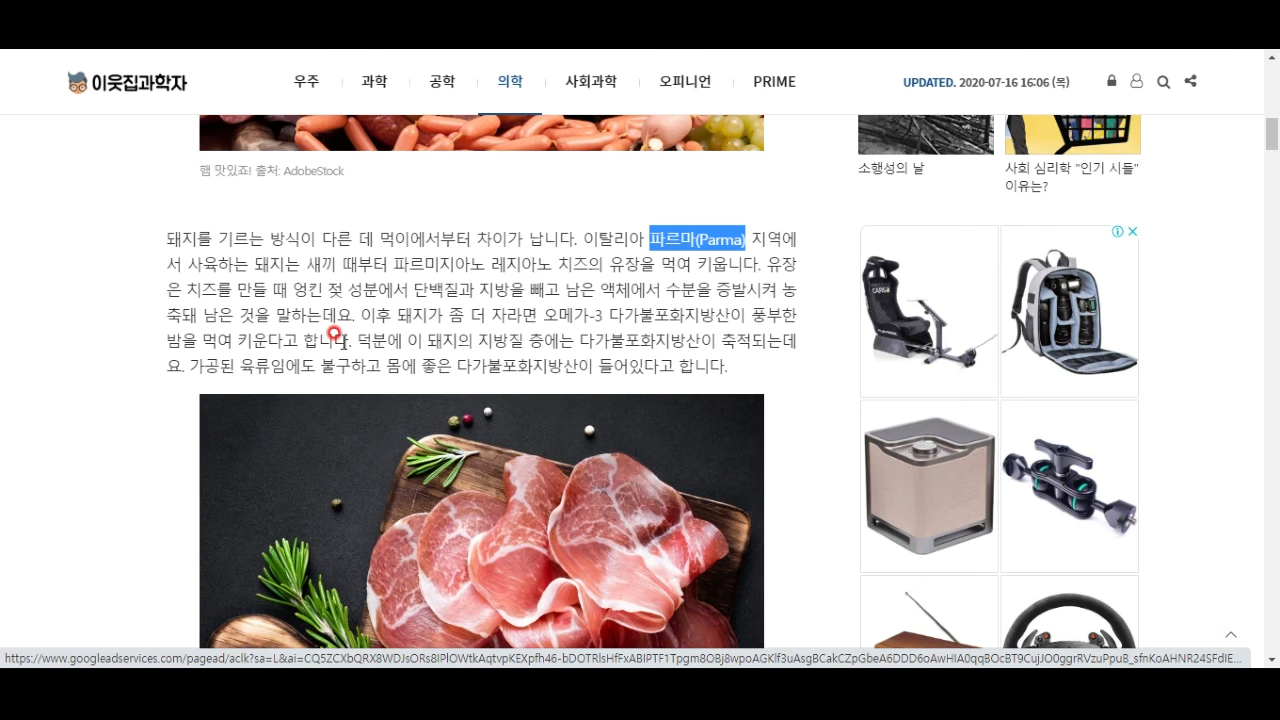 이웃집과학자
우주 과학 공학 의학 사회과학 오피니언 PRIME
UPDATED. 2020-07-16 16:06 (목)
햄 맛있죠! 출처: AdobeStock
소행성의 날
사회 심리학 "인기 시들"
이유는?
돼지를 기르는 방식이 다른 데 먹이에서부터 차이가 납니다. 이탈리아 파르마(Parma) 지역에
서 사육하는 돼지는 새끼 때부터 파르미지아노 레지아노 치즈의 유장을 먹여 키웁니다. 유장
은 치즈를 만들 때 엉킨 젖 성분에서 단백질과 지방을 빼고 남은 액체에서 수분을 증발시켜 농
축돼 남은 것을 말하는데요. 이후 돼지가 좀 더 자라면 오메가-3 다가불포화지방산이 풍부한
밤을 먹여 키운다고 합니다. 덕분에 이 돼지의 지방질 층에는 다가불포화지방산이 축적되는데
요. 가공된 육류임에도 불구하고 몸에 좋은 다가불포화지방산이 들어있다고 합니다.